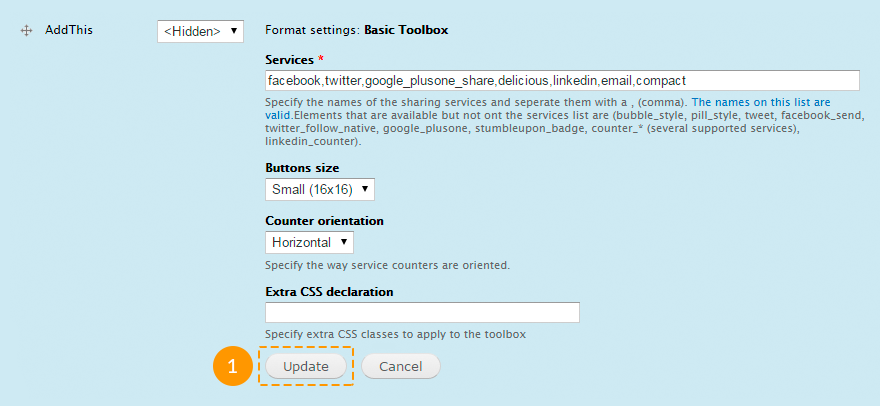 AddThis <Hidden> Format settings: Basic Toolbox
Services *
facebook,twitter,google_plusone_share,delicious,linkedin,email,compact
Specify the names of the sharing services and seperate them with a , (comma). The names on this list are
valid.Elements that are available but not ont the services list are (bubble_style, pill_style, tweet, facebook_send,
twitter_follow_native, google_plusone, stumbleupon_badge, counter_* (several supported services),
linkedin_counter).
Buttons size
Small (16x16)
Counter orientation
Horizontal
Specify the way service counters are oriented.
Extra CSS declaration
Specify extra CSS classes to apply to the toolbox
1 Update Cancel